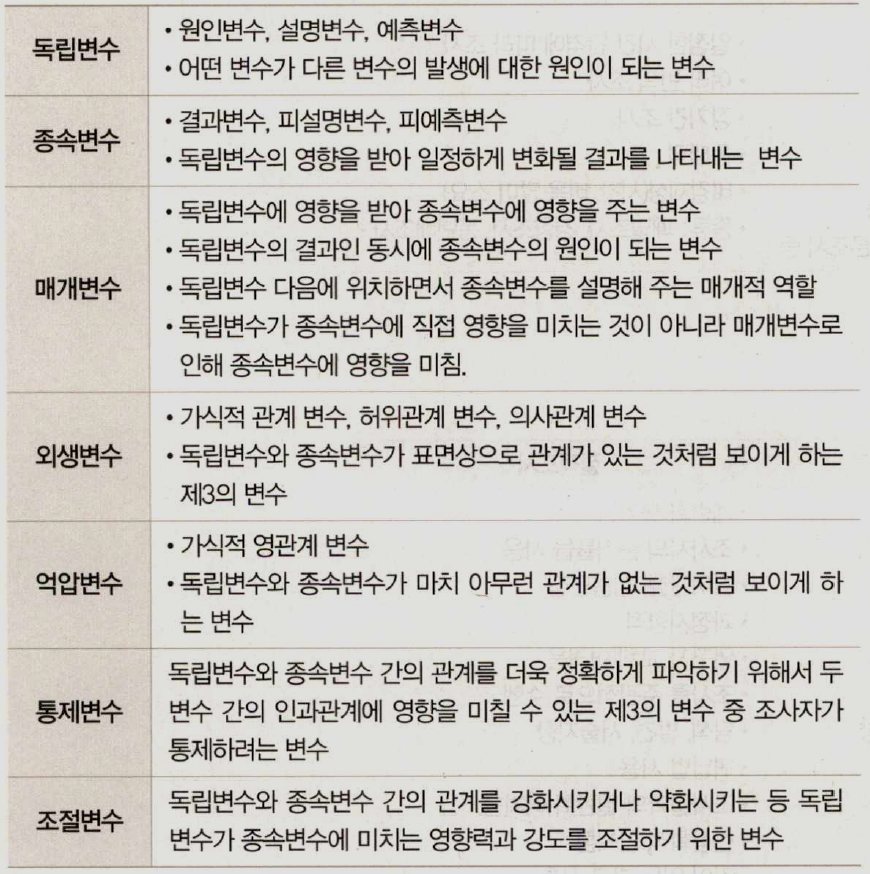 독립변수
• 원인변수, 설명변수, 예측변수
• 어떤 변수가 다른 변수의 발생에 대한 원인이 되는 변수
종속변수
• 결과변수, 피설명변수, 피예측변수
• 독립변수의 영향을 받아 일정하게 변화될 결과를 나타내는 변수
매개변수
• 독립변수에 영향을 받아 종속변수에 영향을 주는 변수
• 독립변수의 결과인 동시에 종속변수의 원인이 되는 변수
• 독립변수 다음에 위치하면서 종속변수를 설명해 주는 매개적 역할
• 독립변수가 종속변수에 직접 영향을 미치는 것이 아니라 매개변수로
인해 종속변수에 영향을 미침.
외생변수
• 가식적 관계 변수, 허위관계 변수, 의사관계 변수
• 독립변수와 종속변수가 표면상으로 관계가 있는 것처럼 보이게 하는
제3의 변수
억압변수
• 가식적 영관계 변수
• 독립변수와 종속변수가 마치 아무런 관계가 없는 것처럼 보이게 하
는 변수
통제변수
독립변수와 종속변수 간의 관계를 더욱 정확하게 파악하기 위해서 두
변수 간의 인과관계에 영향을 미칠 수 있는 제3의 변수 중 조사자가
통제하려는 변수
조절변수
독립변수와 종속변수 간의 관계를 강화시키거나 약화시키는 등 독립
변수가 종속변수에 미치는 영향력과 강도를 조절하기 위한 변수